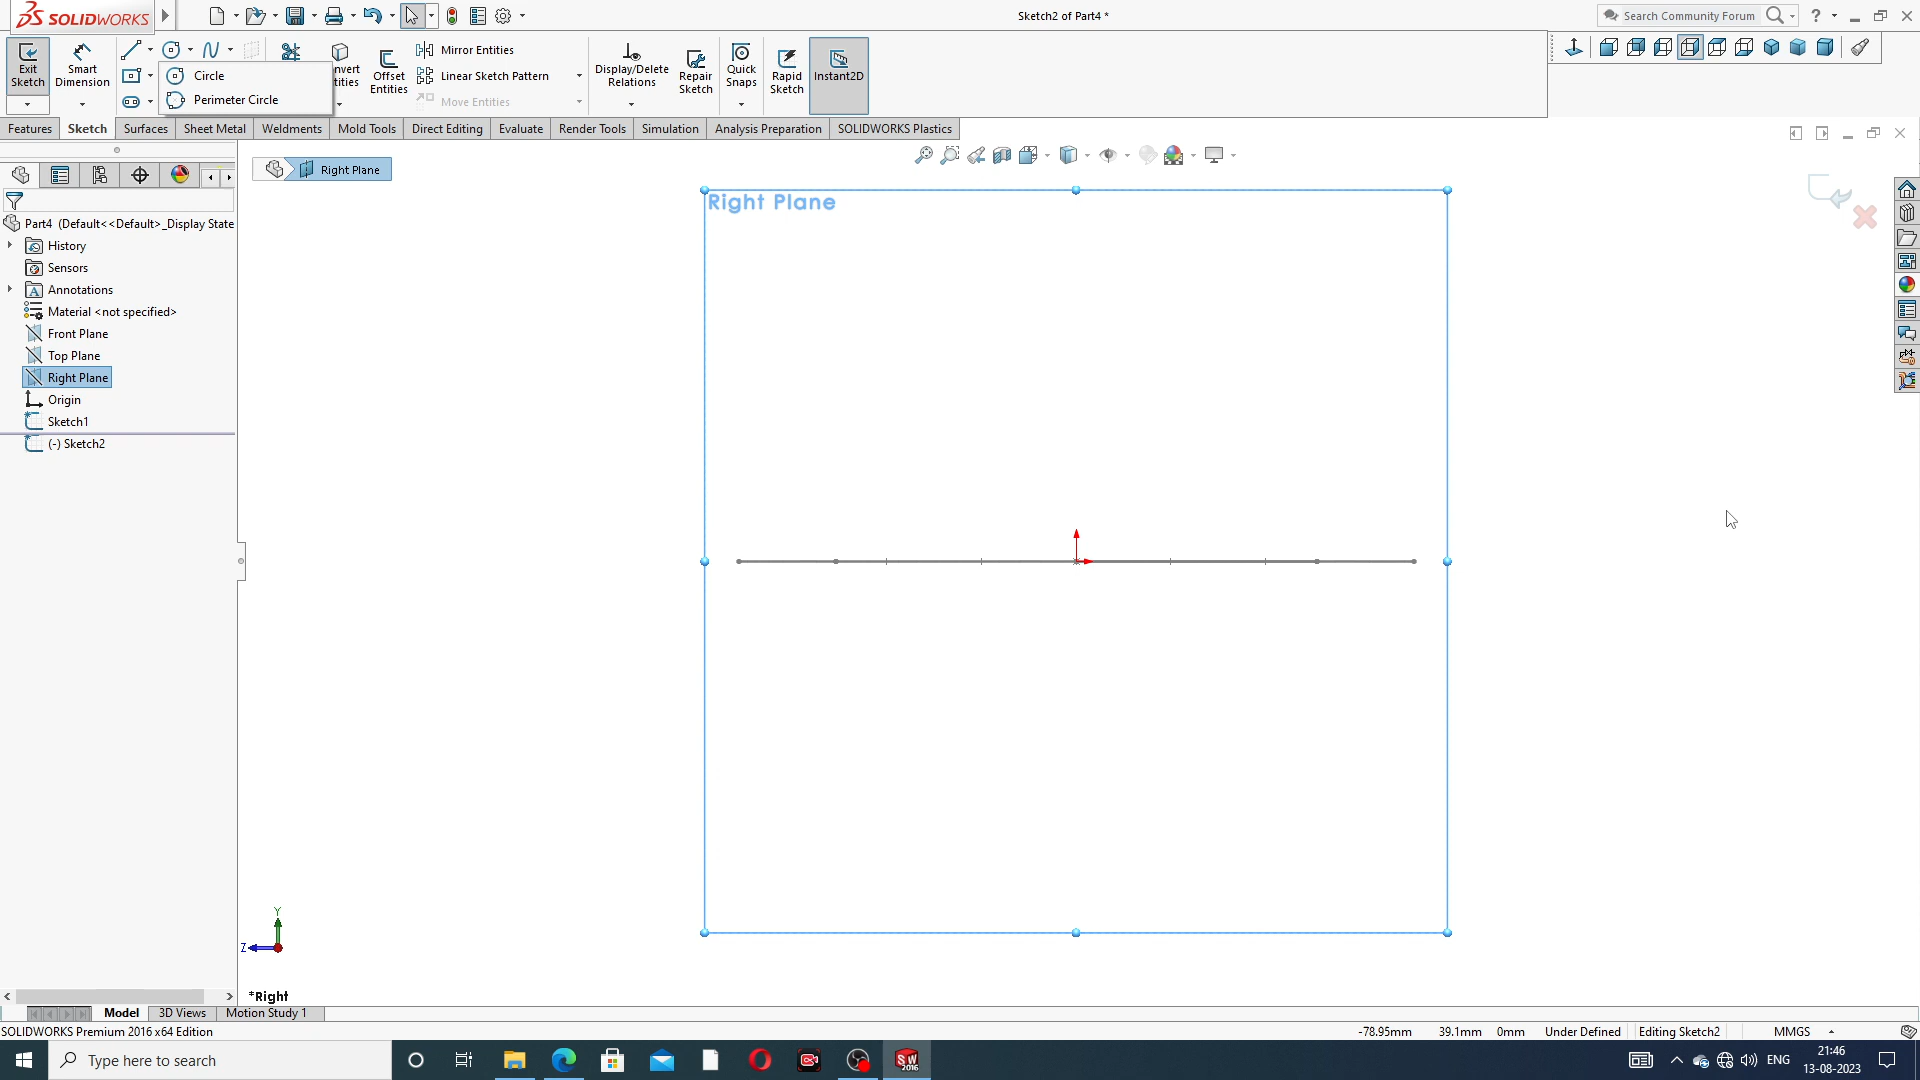 SOLIDWORKS
Sketch2 of Part4 *
Search Community Forum
?
Exit Sketch
Smart Dimension
Circle
Perimeter Circle
nvert
tities
Offset Entities
Mirror Entities
Linear Sketch Pattern
Move Entities
Display/Delete Relations
Repair Sketch
Quick Snaps
Rapid Sketch
Instant2D
Features
Sketch
Surfaces
Sheet Metal
Weldments
Mold Tools
Direct Editing
Evaluate
Render Tools
Simulation
Analysis Preparation
SOLIDWORKS Plastics
Right Plane
Right Plane
Part4 (Default<<Default>_Display State
History
Sensors
Annotations
Material <not specified>
Front Plane
Top Plane
Right Plane
Origin
Sketch1
(-) Sketch2
Y
Z
*Right
Model
3D Views
Motion Study 1
SOLIDWORKS Premium 2016 x64 Edition
-78.95mm
39.1mm
0mm
Under Defined
Editing Sketch2
MMGS
Type here to search
SW
2016
ENG
21:46
13-08-2023